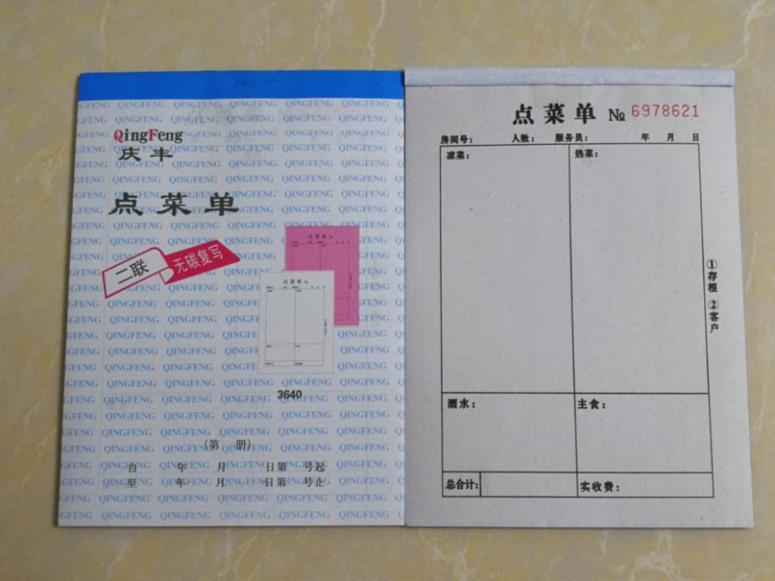 QingFeng
庆丰
点菜单
二联
无碳复写
点菜单
3640
(第 册)
自 年 月 日第 号起
至 年 月 日第 号止
点菜单 № 6978621
房间号: 人数: 服务员: 年 月 日
凉菜: 热菜:
①存根 ②客户
酒水: 主食:
总合计: 实收费: